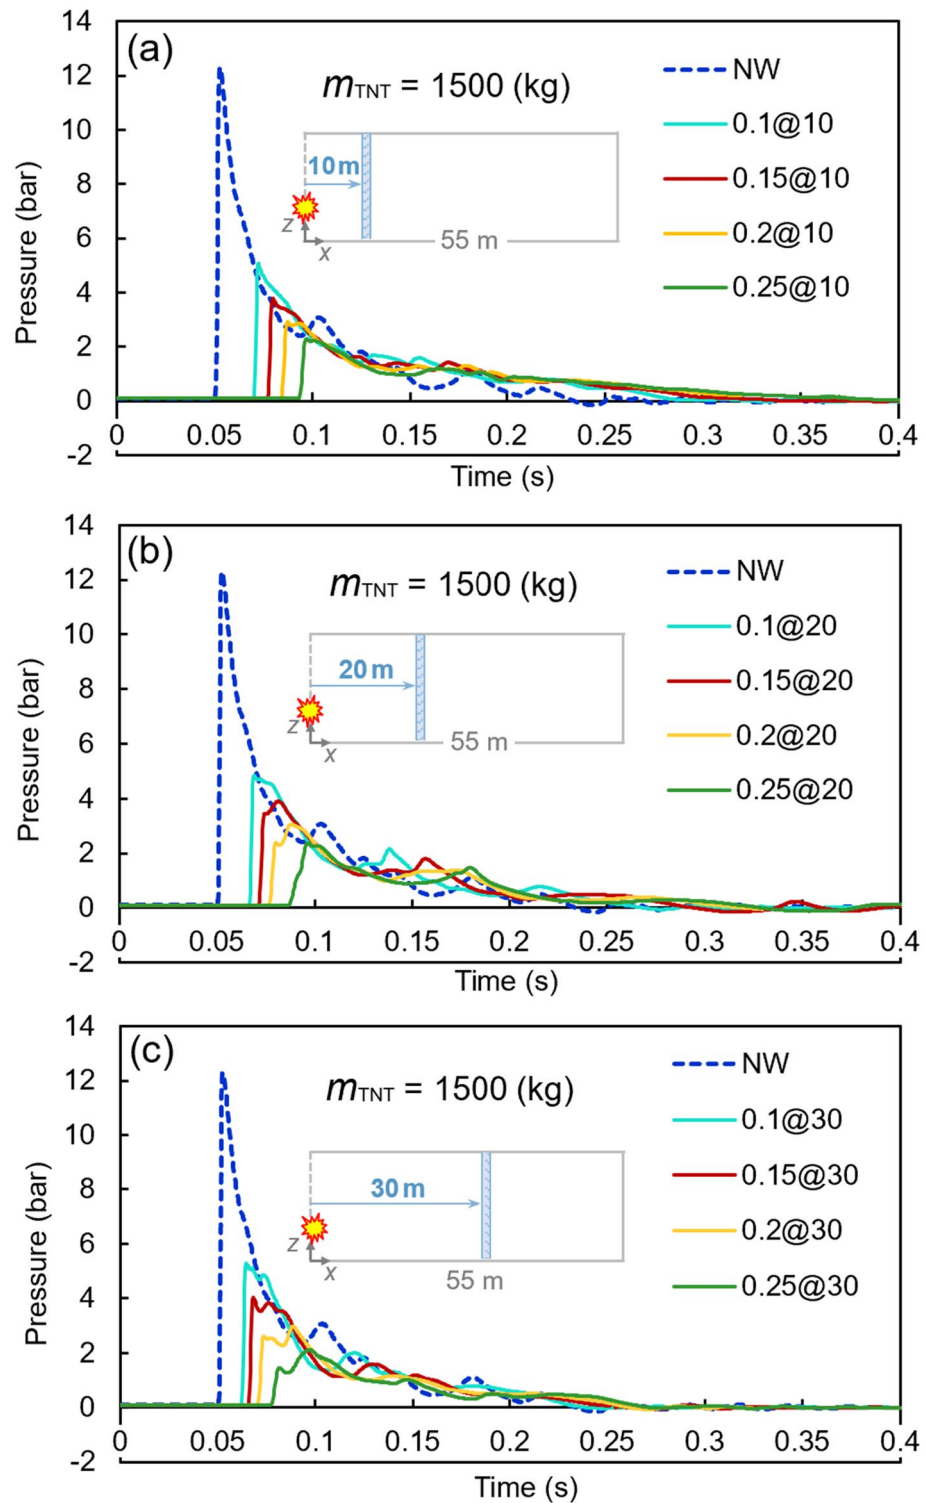 (a)
mTNT = 1500 (kg)
NW
0.1@10
0.15@10
0.2@10
0.25@10
10 m
z
x
55 m
Pressure (bar)
14
12
10
8
6
4
2
0
-2
0 0.05 0.1 0.15 0.2 0.25 0.3 0.35 0.4
Time (s)
(b)
mTNT = 1500 (kg)
NW
0.1@20
0.15@20
0.2@20
0.25@20
20 m
z
x
55 m
Pressure (bar)
14
12
10
8
6
4
2
0
-2
0 0.05 0.1 0.15 0.2 0.25 0.3 0.35 0.4
Time (s)
(c)
mTNT = 1500 (kg)
NW
0.1@30
0.15@30
0.2@30
0.25@30
30 m
z
x
55 m
Pressure (bar)
14
12
10
8
6
4
2
0
-2
0 0.05 0.1 0.15 0.2 0.25 0.3 0.35 0.4
Time (s)